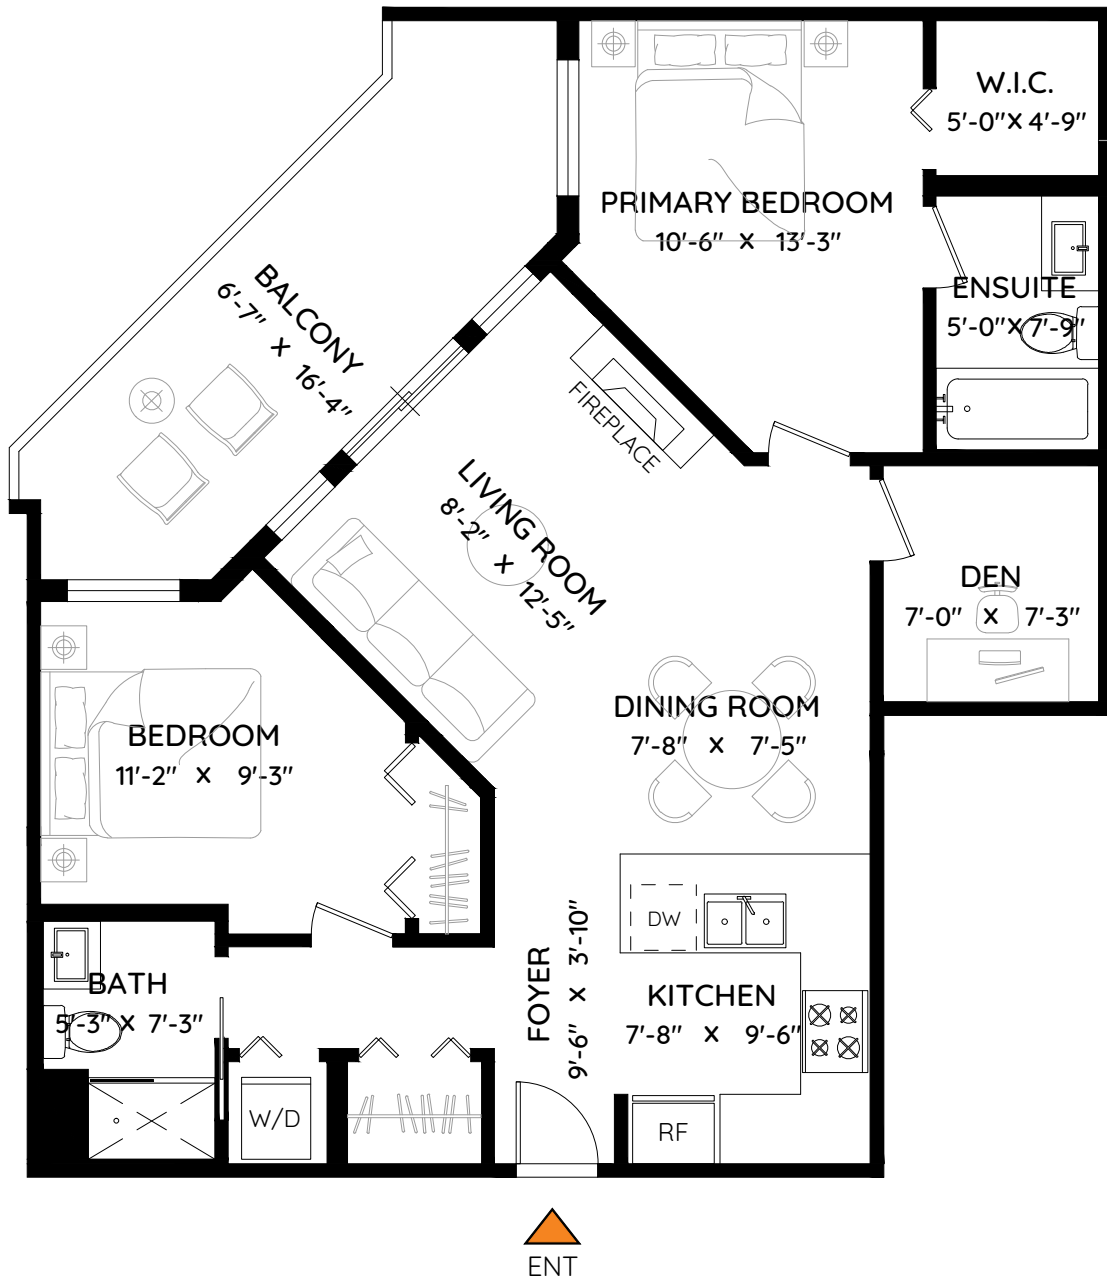 W.I.C.
5'-0" X 4'-9"
PRIMARY BEDROOM
10'-6" X 13'-3"
ENSUITE
5'-0" X 7'-9"
BALCONY
6'-7" X 16'-4"
FIREPLACE
LIVING ROOM
8'-2" X 12'-5"
DEN
7'-0" X 7'-3"
DINING ROOM
7'-8" X 7'-5"
BEDROOM
11'-2" X 9'-3"
DW
BATH
5'-3" X 7'-3"
FOYER
9'-6" X 3'-10"
KITCHEN
7'-8" X 9'-6"
W/D
RF
ENT